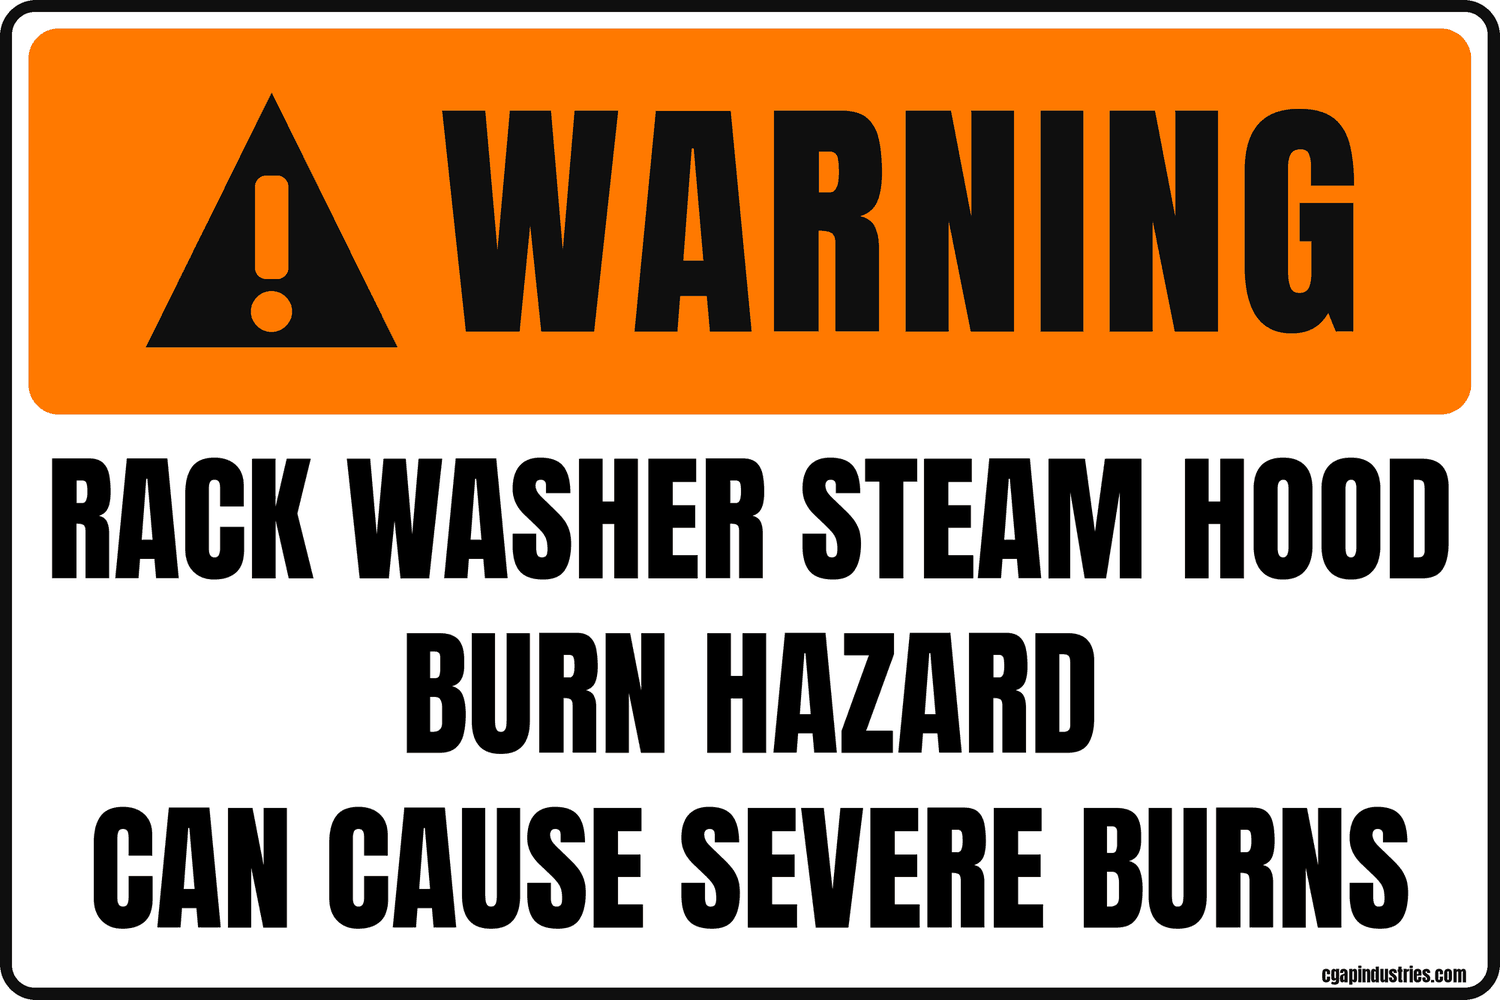 WARNING
RACK WASHER STEAM HOOD
BURN HAZARD
CAN CAUSE SEVERE BURNS
cgapindustries.com